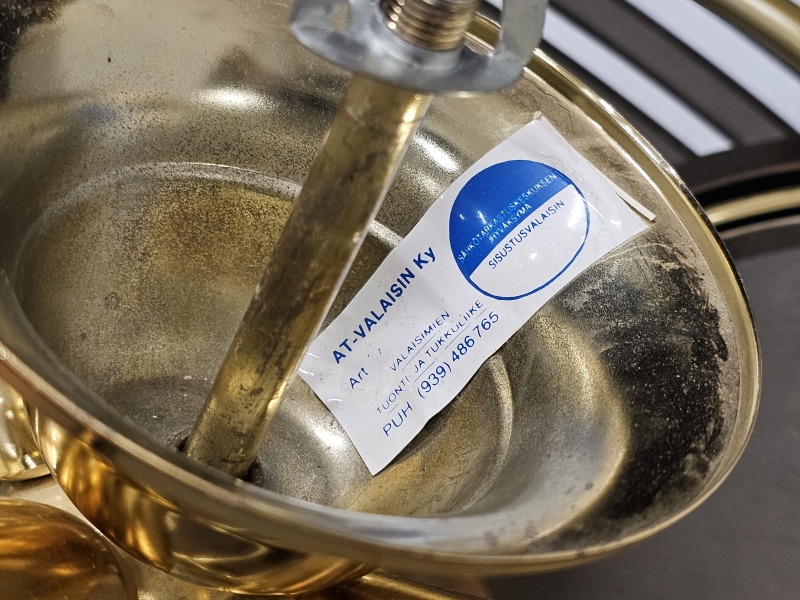 SÄHKÖTARKASTUSKESKUKSEN
HYVÄKSYMÄ
SISUSTUSVALAISIN
AT-VALAISIN Ky
Art
VALAISIMIEN
TUONTI- JA TUKKULIIKE
PUH (939) 486 765